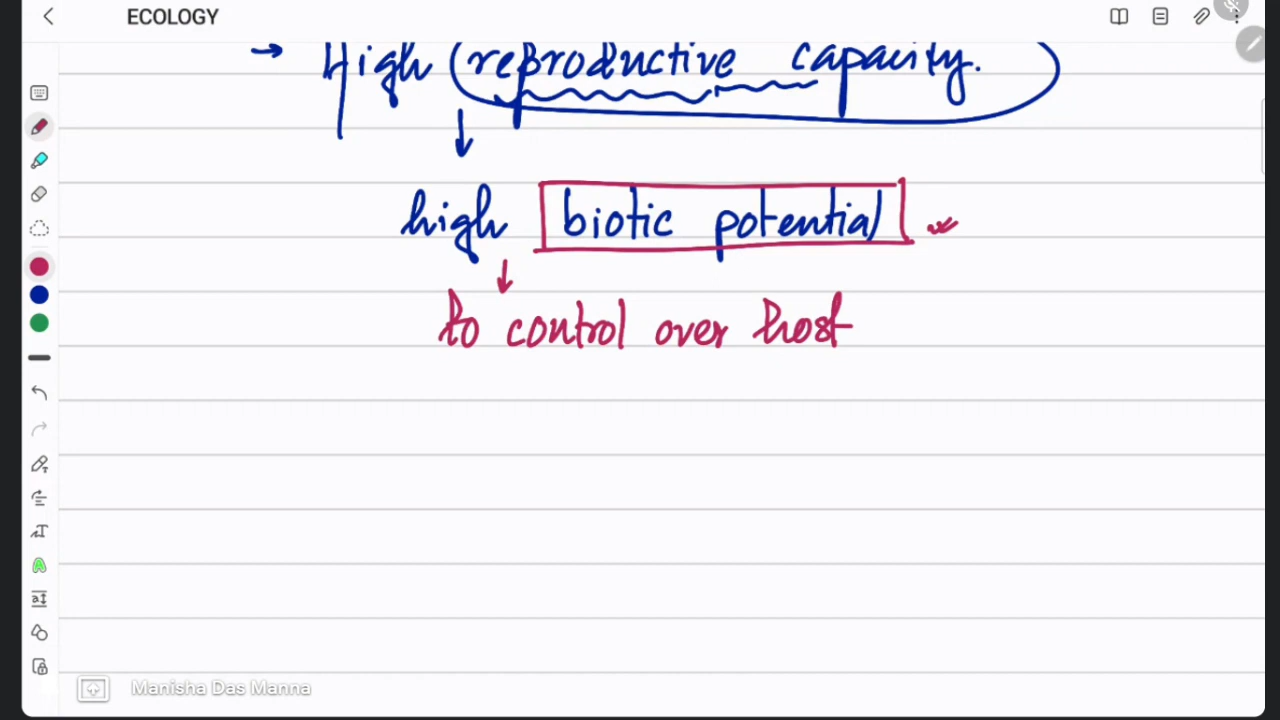 ECOLOGY
→ High (reproductive capacity.
high biotic potential
to control over host
Manisha Das Manna